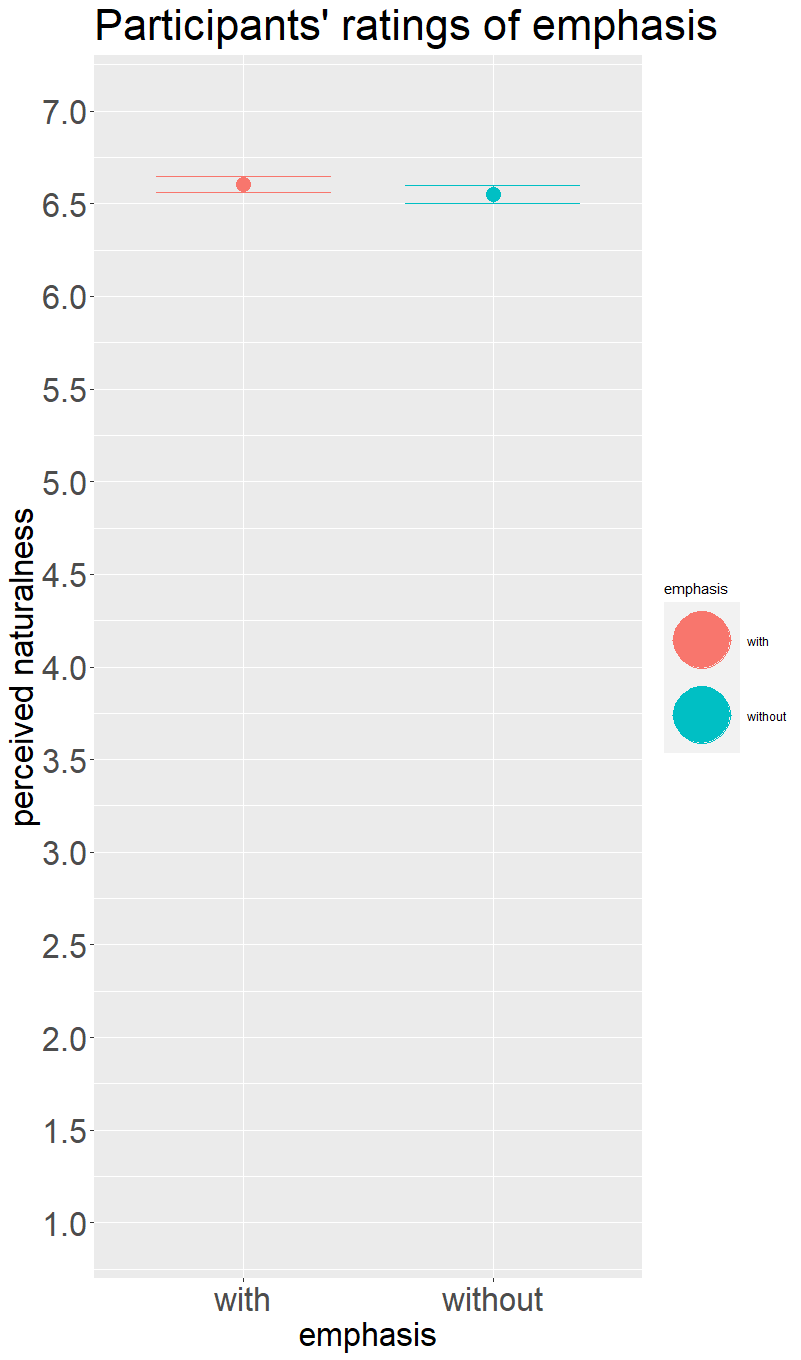 Participants' ratings of emphasis
7.0
6.5
6.0
5.5
5.0
4.5
4.0
3.5
3.0
2.5
2.0
1.5
1.0
perceived naturalness
with
without
emphasis
emphasis
with
without